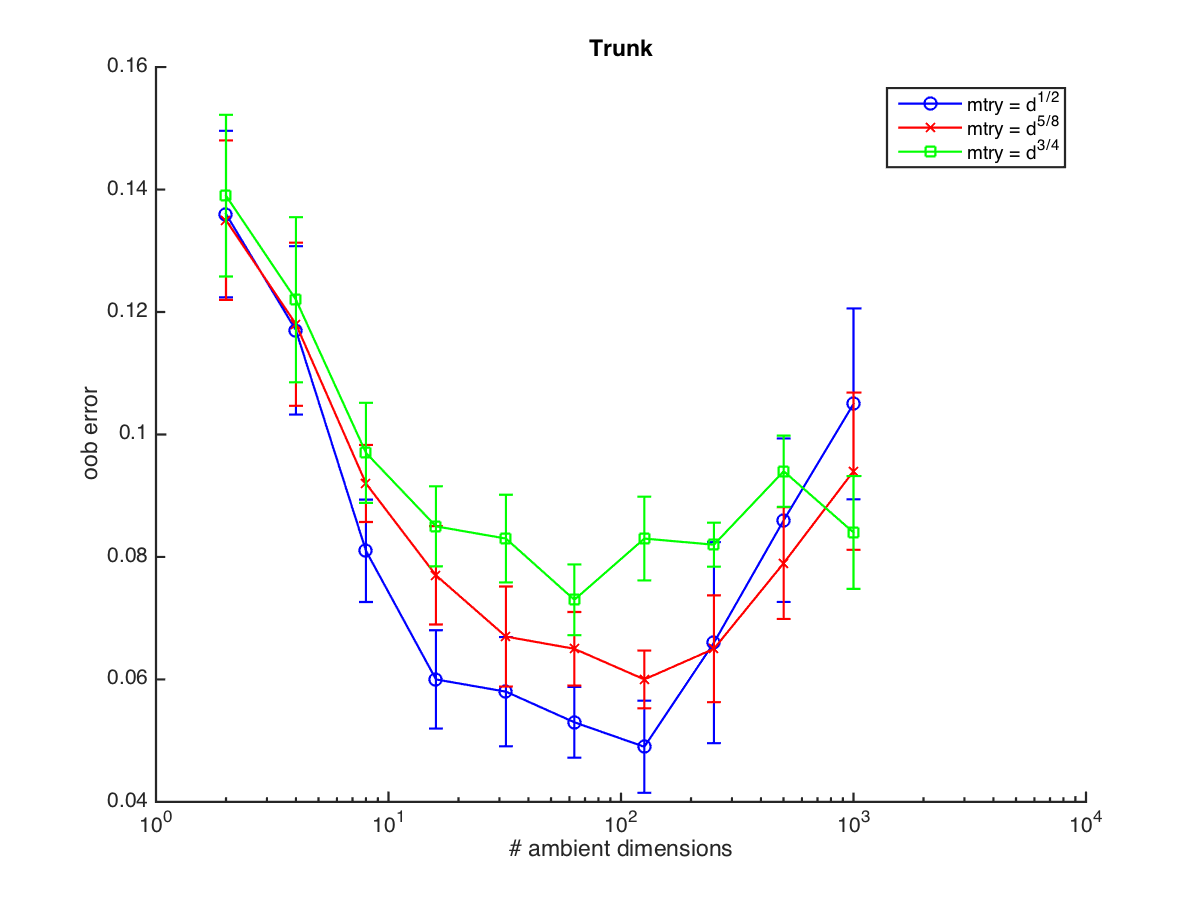 Trunk
mtry = d^1/2
mtry = d^5/8
mtry = d^3/4
0.16
0.14
0.12
0.1
0.08
0.06
0.04
oob error
10^0 10^1 10^2 10^3 10^4
# ambient dimensions